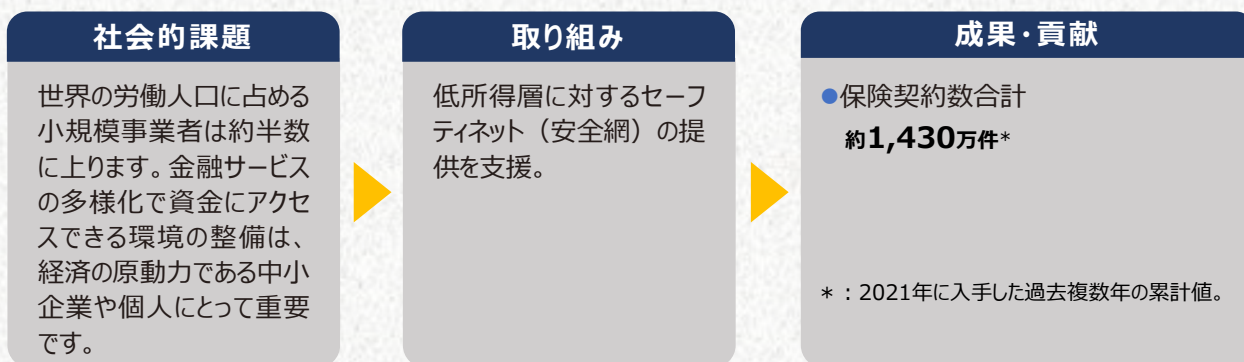 社会的課題
世界の労働人口に占める
小規模事業者は約半数
に上ります。金融サービス
の多様化で資金にアクセ
スできる環境の整備は、
経済の原動力である中小
企業や個人にとって重要
です。
取り組み
低所得層に対するセーフ
ティネット（安全網）の提
供を支援。
成果・貢献
●保険契約数合計
約1,430万件*
*：2021年に入手した過去複数年の累計値。